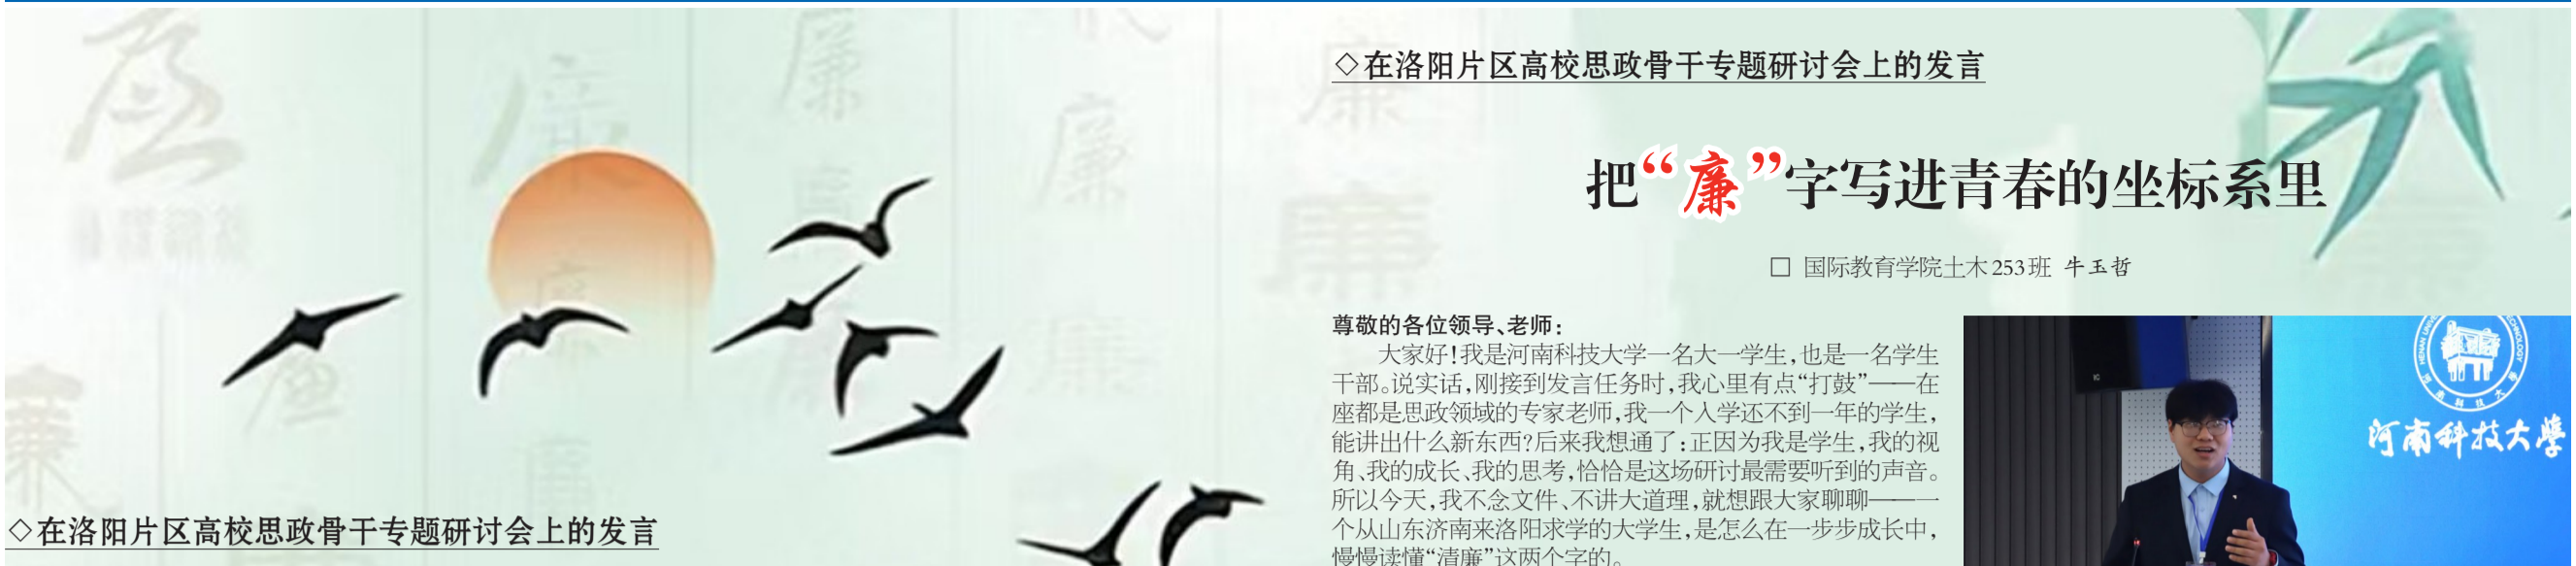 ◇在洛阳片区高校思政骨干专题研讨会上的发言
把“廉”字写进青春的坐标系里
□ 国际教育学院土木253班 牛玉哲
尊敬的各位领导、老师：
大家好！我是河南科技大学一名大一学生，也是一名学生
干部。说实话，刚接到发言任务时，我心里有点“打鼓”——在
座都是思政领域的专家老师，我一个入学还不到一年的学生，
能讲出什么新东西？后来我想通了：正因为我是学生，我的视
角、我的成长、我的思考，恰恰是这场研讨最需要听到的声音。
所以今天，我不念文件、不讲大道理，就想跟大家聊聊——一
个从山东济南来洛阳求学的大学生，是怎么在一步步成长中，
慢慢读懂“清廉”这两个字的。
河南科技大学
◇在洛阳片区高校思政骨干专题研讨会上的发言